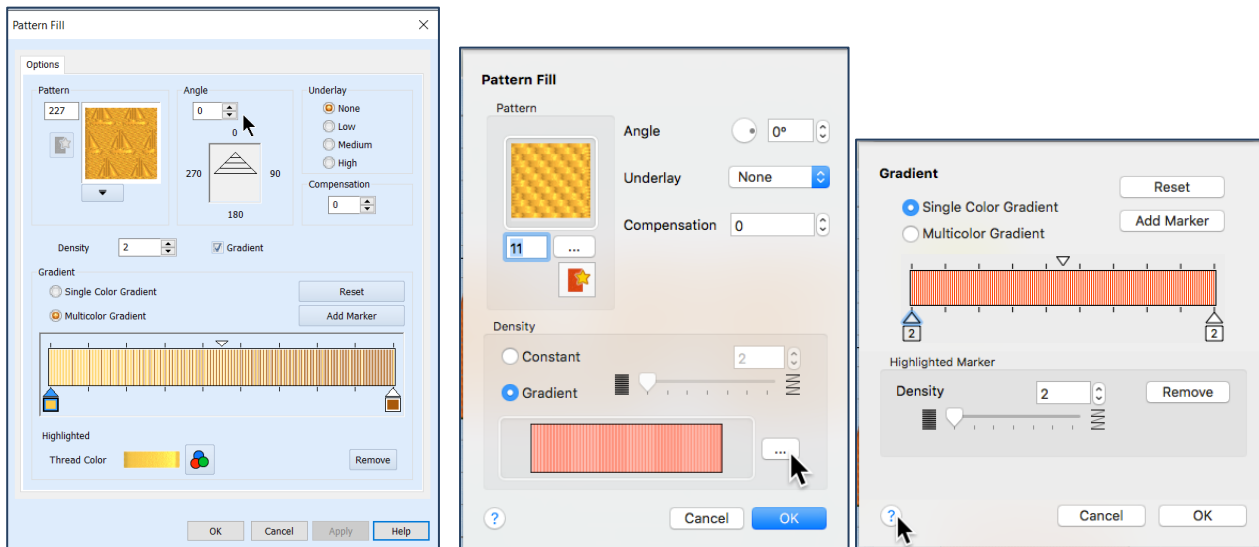 Pattern Fill
Options
Pattern
227
Angle
0
0
270
90
180
Underlay
None
Low
Medium
High
Compensation
0
Density
2
Gradient
Gradient
Single Color Gradient
Reset
Multicolor Gradient
Add Marker
Highlighted
Thread Color
Remove
OK
Cancel
Apply
Help
Pattern Fill
Pattern
11
...
Angle
0°
Underlay
None
Compensation
0
Density
Constant
2
Gradient
...
?
Cancel
OK
Gradient
Reset
Single Color Gradient
Add Marker
Multicolor Gradient
2
2
Highlighted Marker
Density
2
Remove
?
Cancel
OK